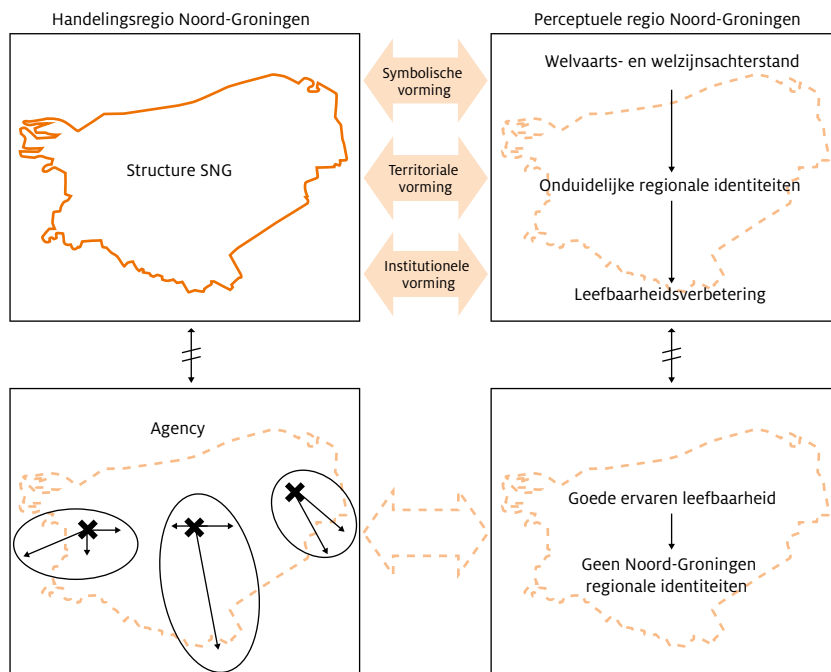 Handelingsregio Noord-Groningen
Perceptuele regio Noord-Groningen
Structure SNG
Symbolische
vorming
Territoriale
vorming
Institutionele
vorming
Welvaarts- en welzijnsachterstand
Onduidelijke regionale identiteiten
Leefbaarheidsverbetering
Agency
Goede ervaren leefbaarheid
Geen Noord-Groningen
regionale identiteiten